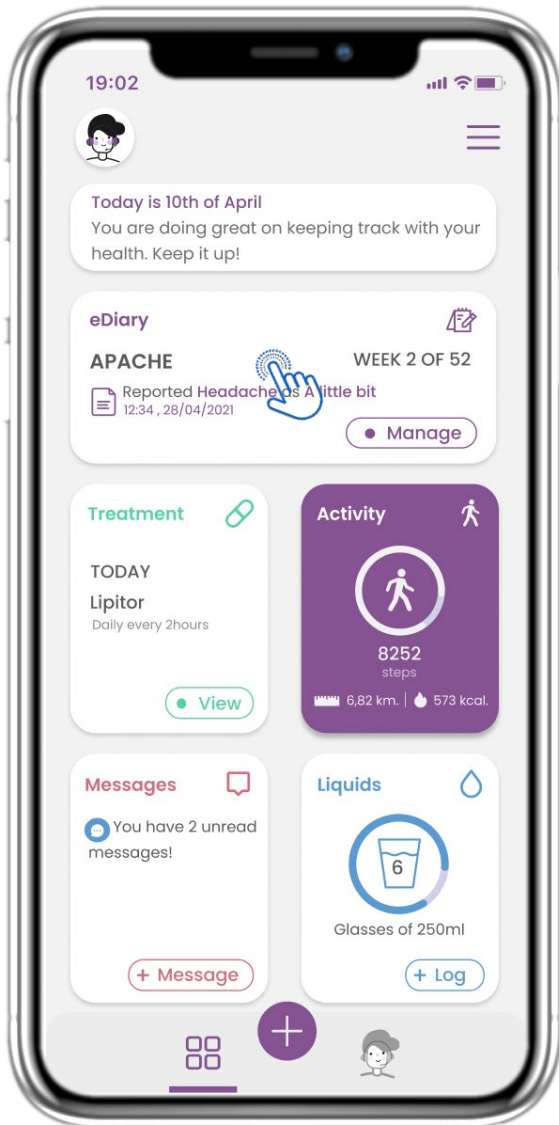 19:02
Today is 10th of April
You are doing great on keeping track with your
health. Keep it up!
eDiary
APACHE
WEEK 2 OF 52
Reported Headache as A little bit
12:34 , 28/04/2021
Manage
Treatment
TODAY
Lipitor
Daily every 2hours
View
Activity
8252
steps
6,82 km.
573 kcal.
Messages
You have 2 unread
messages!
+ Message
Liquids
6
Glasses of 250ml
+ Log